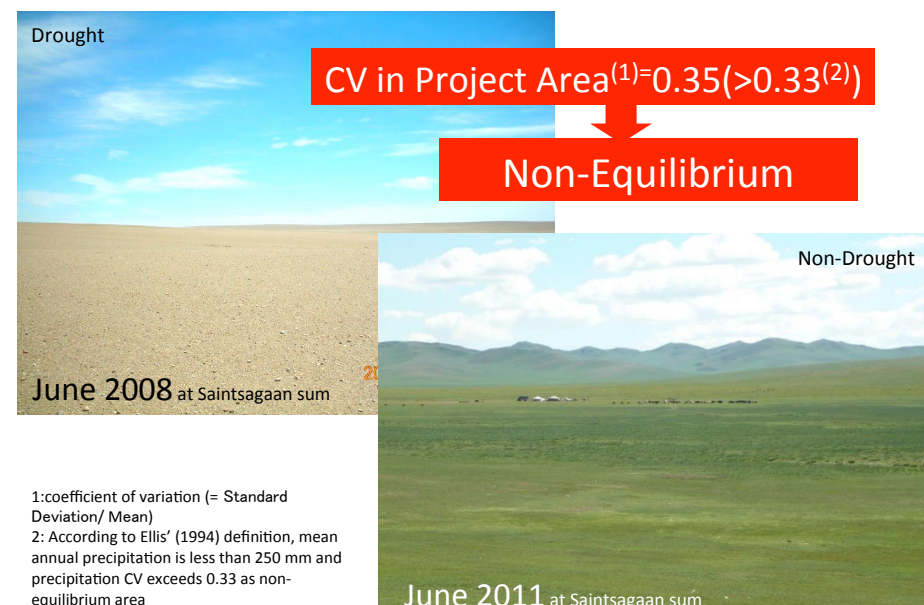 Drought
CV in Project Area(1)=0.35(>0.33(2))
Non-Equilibrium
Non-Drought
June 2008 at Saintsagaan sum
1:coefficient of variation (= Standard
Deviation/ Mean)
2: According to Ellis' (1994) definition, mean
annual precipitation is less than 250 mm and
precipitation CV exceeds 0.33 as non-
equilibrium area
June 2011 at Saintsagaan sum